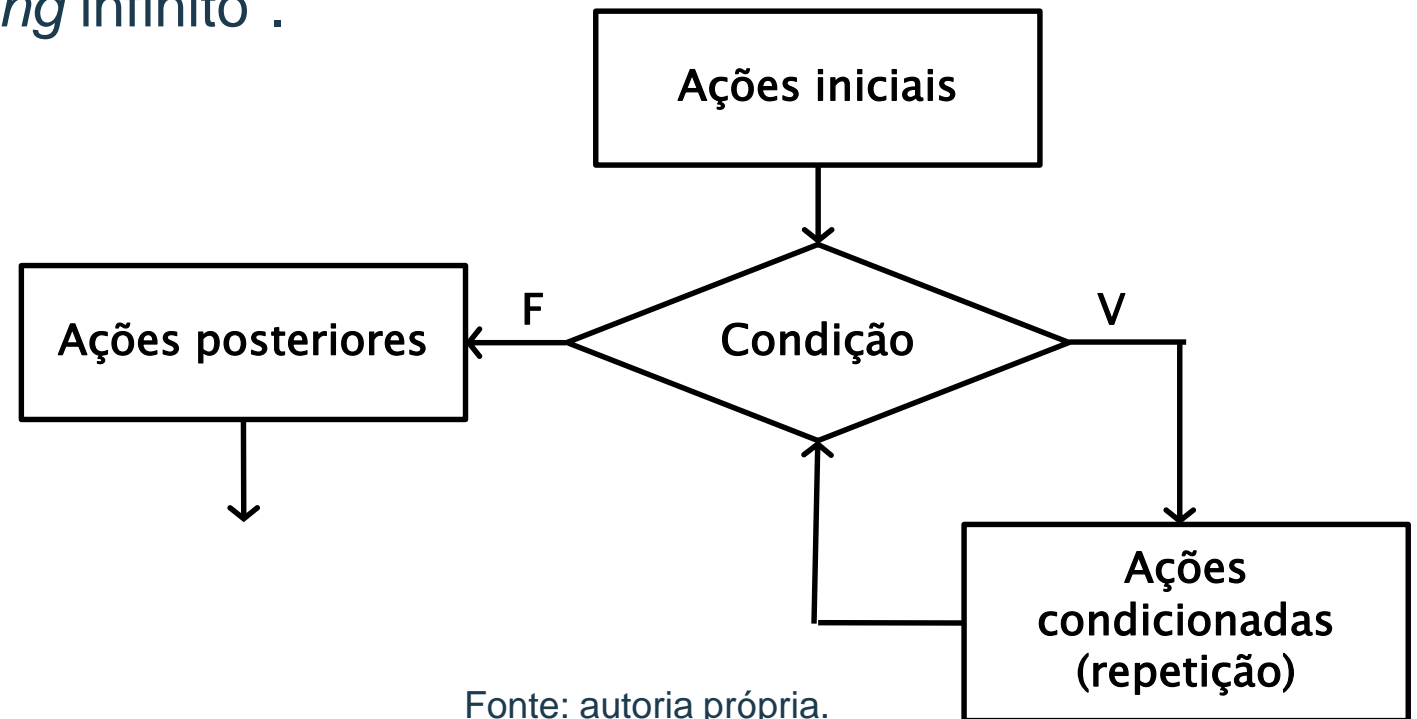 ng infinito".
Ações iniciais
Ações posteriores
F
Condição
V
Ações
condicionadas
(repetição)
Fonte: autoria própria.